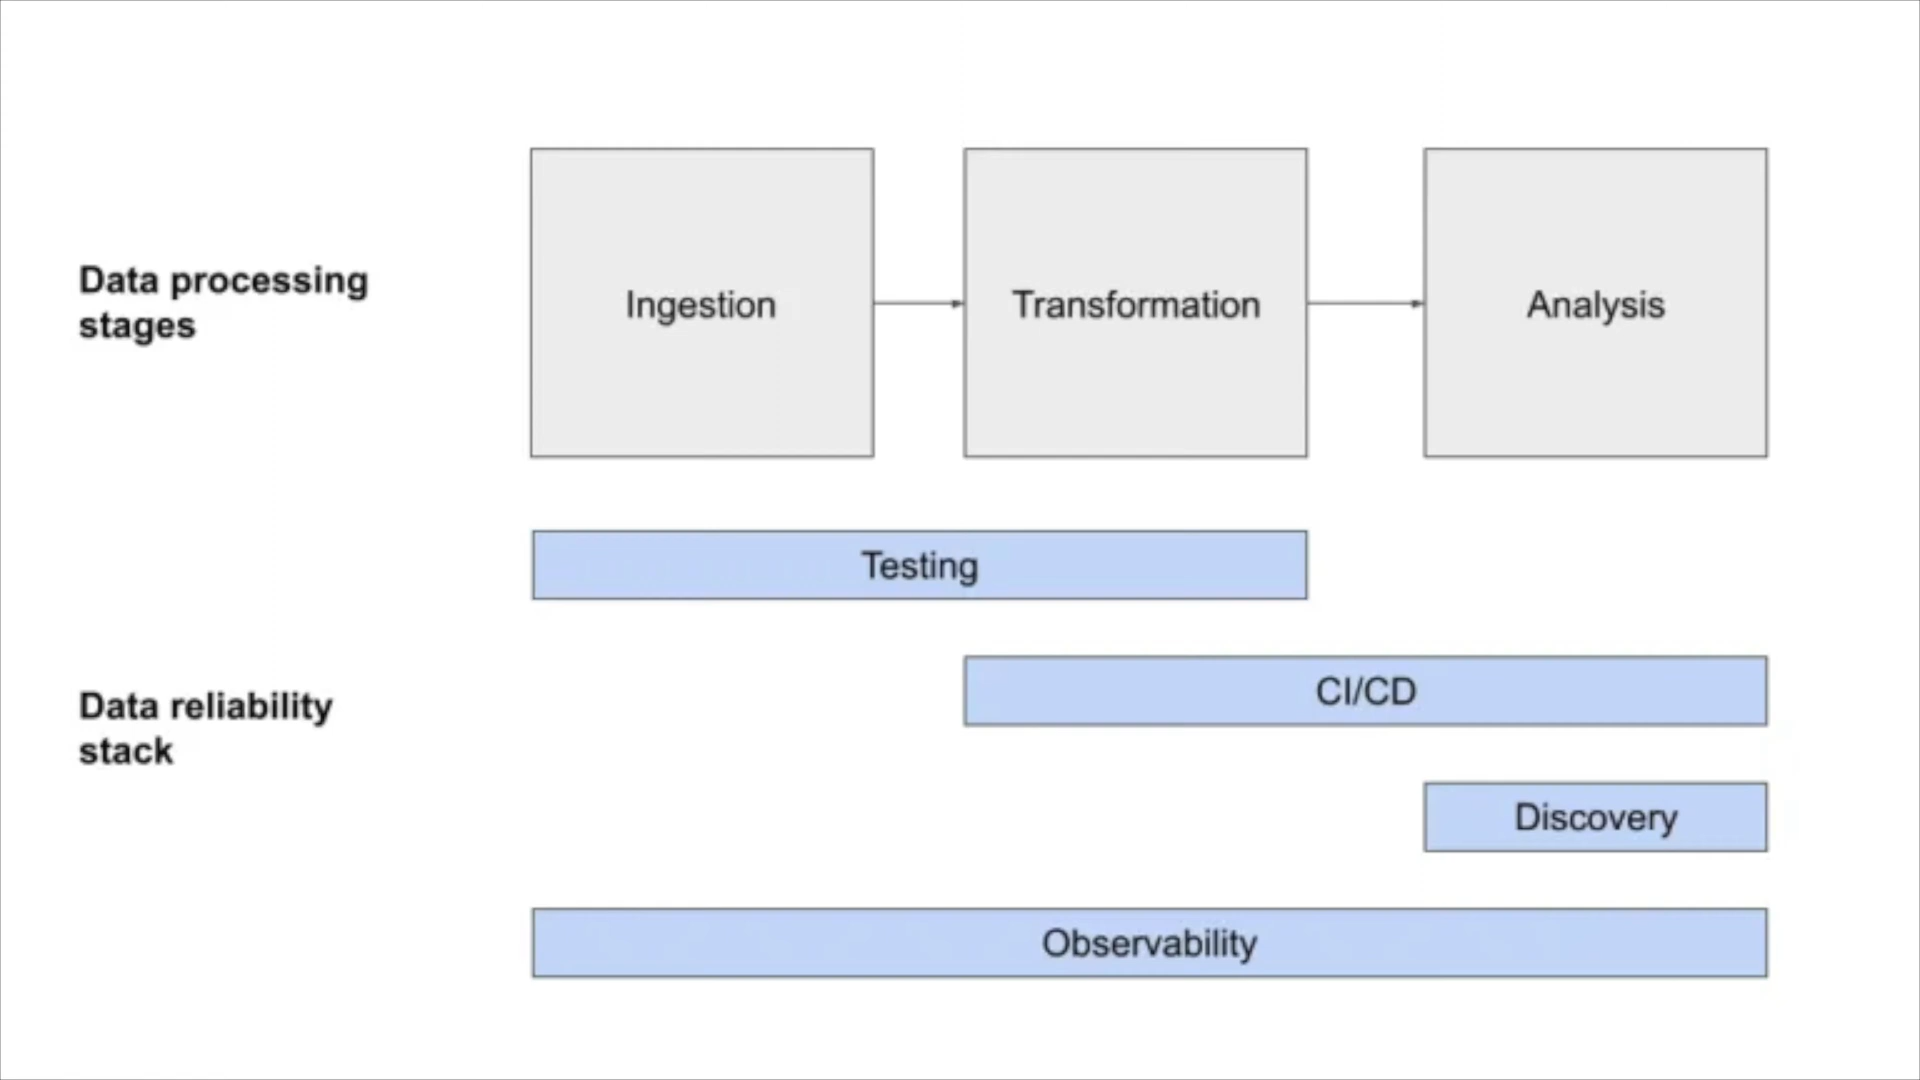 Data processing
stages
Ingestion
Transformation
Analysis
Testing
CI/CD
Data reliability
stack
Discovery
Observability